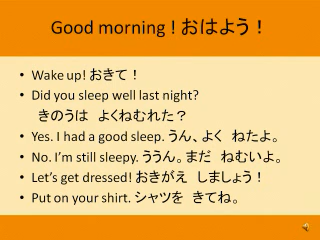 Good morning ! おはよう！
• Wake up! おきて！
• Did you sleep well last night?
きのうは　よくねむれた？
• Yes. I had a good sleep. うん、よく　ねたよ。
• No. I'm still sleepy. ううん。まだ　ねむいよ。
• Let's get dressed! おきがえ　しましょう！
• Put on your shirt. シャツを　きてね。